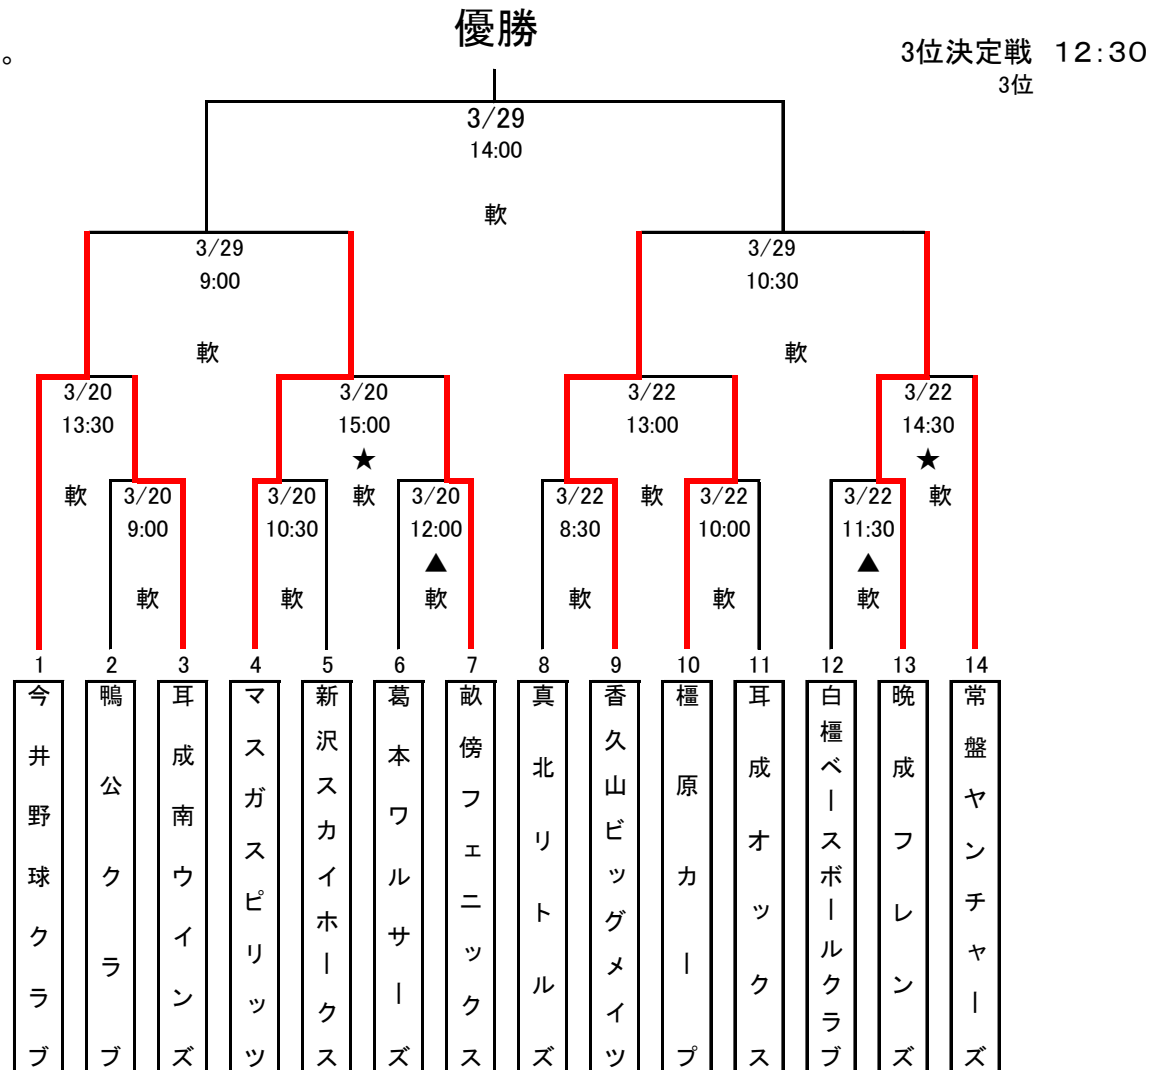 優勝
3位決定戦 12:30
。
3位
3/29
14:00
軟
3/29
9:00
軟
3/29
10:30
軟
3/20
13:30
軟
3/20
15:00
★
軟
3/22
13:00
軟
3/22
14:30
★
軟
3/20
9:00
軟
3/20
10:30
軟
3/20
12:00
▲
軟
3/22
8:30
軟
3/22
10:00
軟
3/22
11:30
▲
軟
1
今井野球クラブ
2
鴨公クラブ
3
耳成南ウインズ
4
マスガスピリッツ
5
新沢スカイホークス
6
葛本ワルサーズ
7
畝傍フェニックス
8
真北リトルズ
9
香久山ビッグメイツ
10
橿原カープ
11
耳成オックス
12
白橿ベースボールクラブ
13
晩成フレンズ
14
常盤ヤンチャーズ